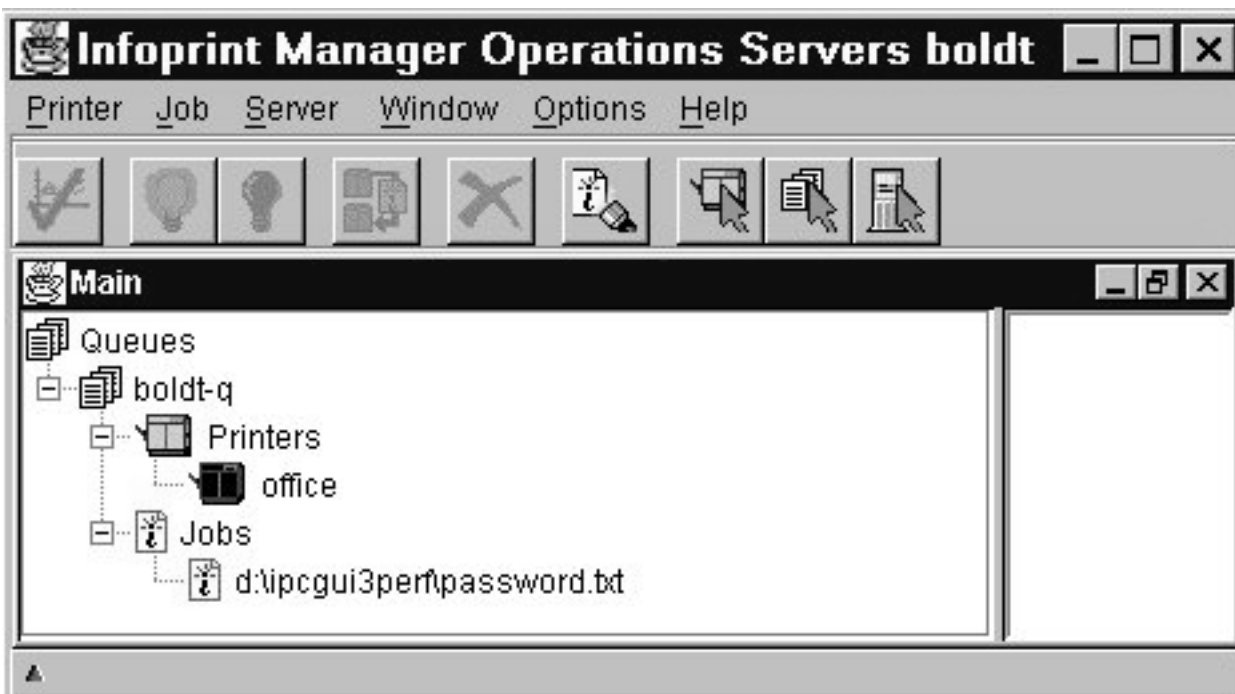 Infoprint Manager Operations Servers boldt
Printer Job Server Window Options Help
Main
Queues
boldt-q
Printers
office
Jobs
d:\ipcgui3perf\password.txt